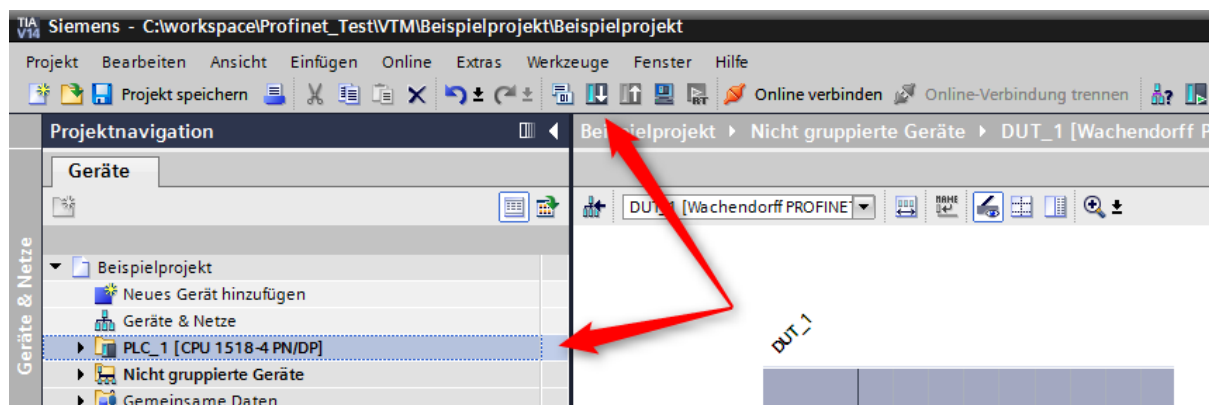 TIA V14 Siemens - C:\workspace\Profinet_Test\VTM\Beispielprojekt\Beispielprojekt
Projekt Bearbeiten Ansicht Einfügen Online Extras Werkzeuge Fenster Hilfe
Projekt speichern RT Online verbinden Online-Verbindung trennen
Projektnavigation
Beispielprojekt Nicht gruppierte Geräte DUT_1 [Wachendorff P
Geräte
DUT_1 [Wachendorff PROFINET NAME
Geräte & Netze
Beispielprojekt
Neues Gerät hinzufügen
Geräte & Netze
PLC_1 [CPU 1518-4 PN/DP]
Nicht gruppierte Geräte
Gemeinsame Daten
DUT_1